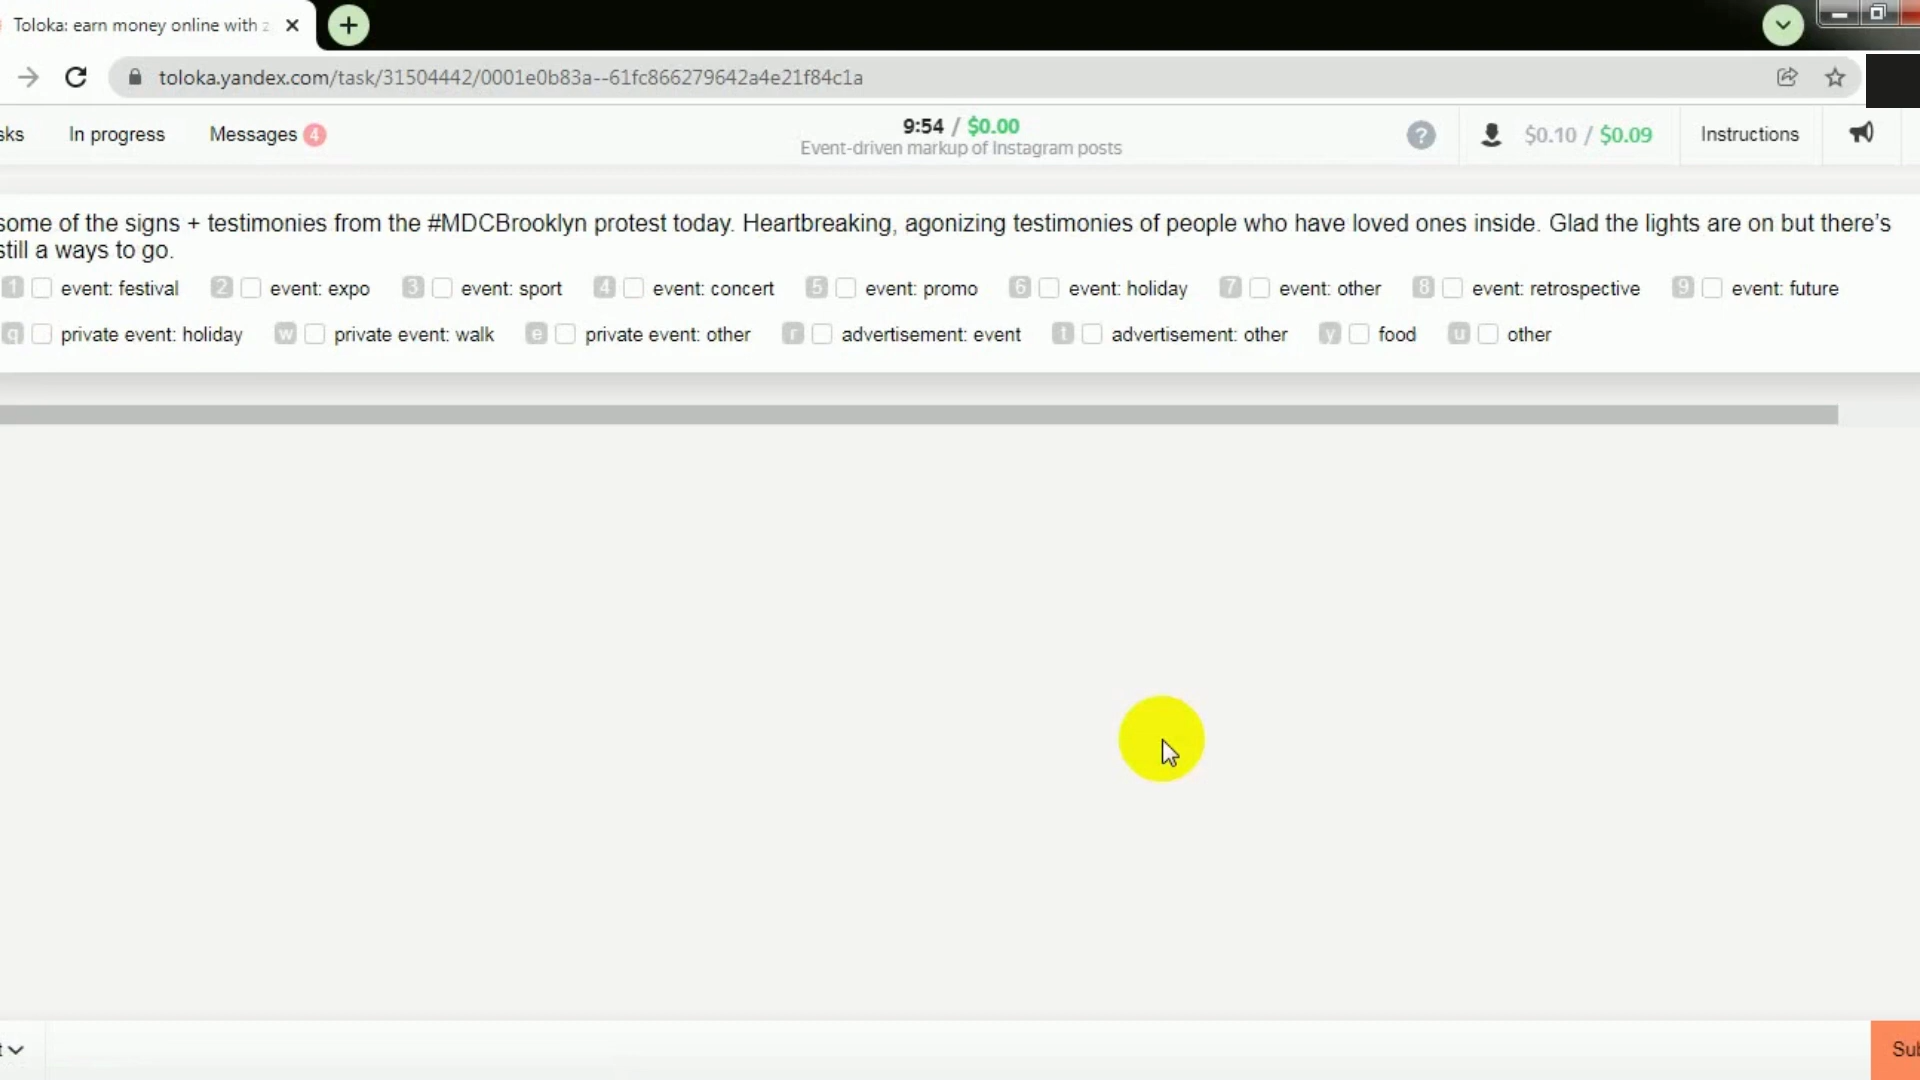 Toloka: earn money online with z
toloka.yandex.com/task/31504442/0001e0b83a--61fc866279642a4e21f84c1a
sks In progress Messages 4 9:54 / $0.00 ? $0.10 / $0.09 Instructions
Event-driven markup of Instagram posts
some of the signs + testimonies from the #MDCBrooklyn protest today. Heartbreaking, agonizing testimonies of people who have loved ones inside. Glad the lights are on but there's
still a ways to go.
1 event: festival 2 event: expo 3 event: sport 4 event: concert 5 event: promo 6 event: holiday 7 event: other 8 event: retrospective 9 event: future
q private event: holiday w private event: walk e private event: other r advertisement: event t advertisement: other y food u other
t Sub